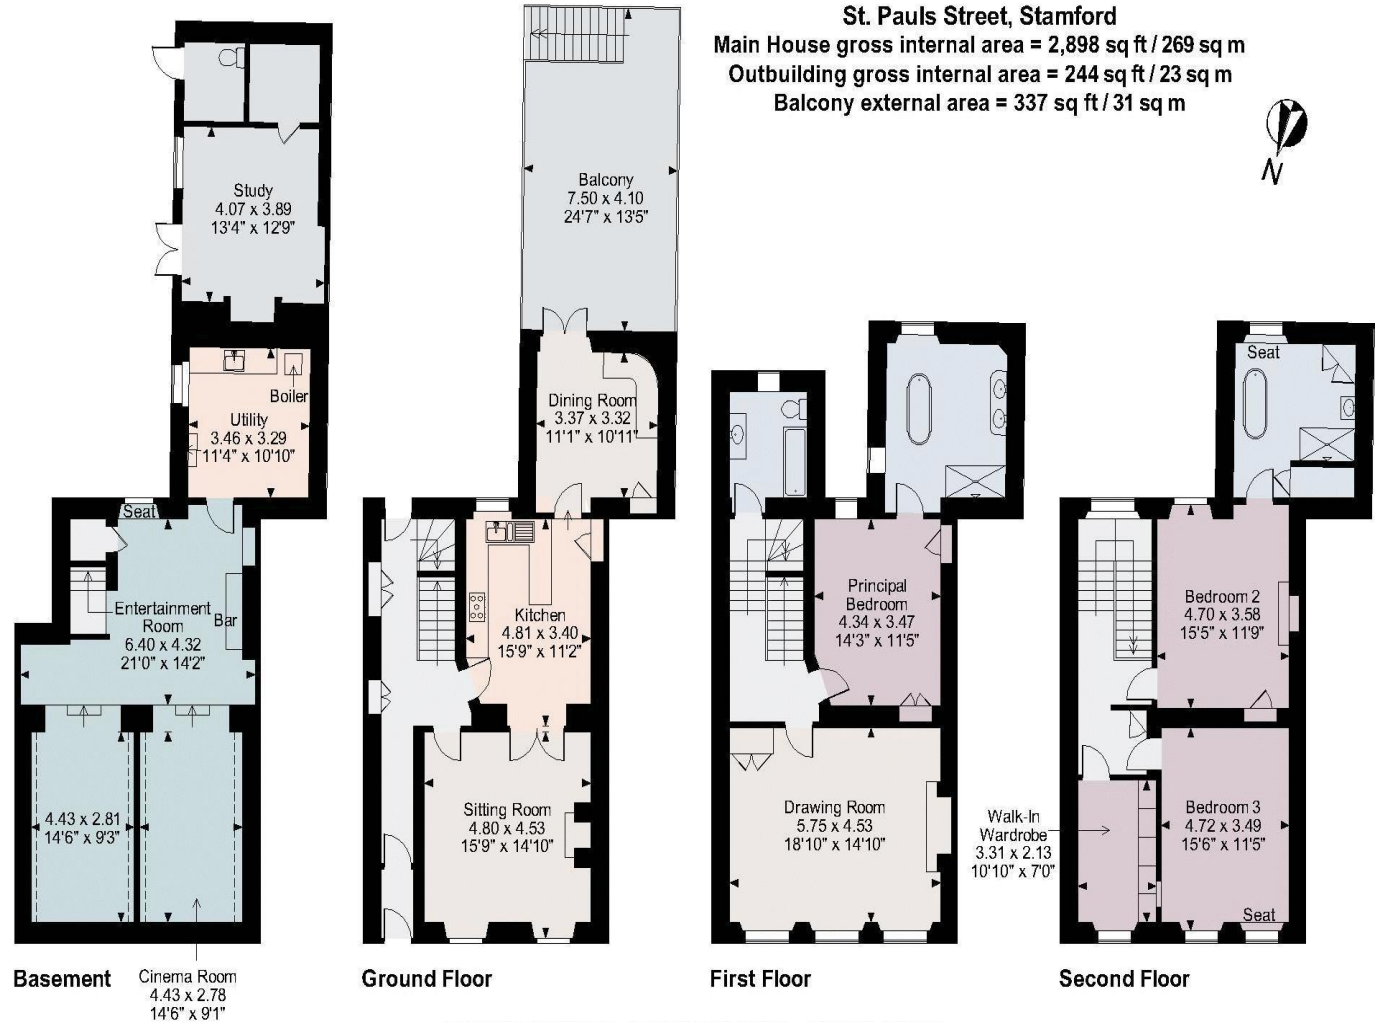 St. Pauls Street, Stamford
Main House gross internal area = 2,898 sq ft / 269 sq m
Outbuilding gross internal area = 244 sq ft / 23 sq m
Balcony external area = 337 sq ft / 31 sq m
N
Study
4.07 x 3.89
13'4" x 12'9"
Boiler
Utility
3.46 x 3.29
11'4" x 10'10"
Seat
Entertainment
Room
6.40 x 4.32
21'0" x 14'2"
Bar
4.43 x 2.81
14'6" x 9'3"
Basement
Cinema Room
4.43 x 2.78
14'6" x 9'1"
Balcony
7.50 x 4.10
24'7" x 13'5"
Dining Room
3.37 x 3.32
11'1" x 10'11"
Kitchen
4.81 x 3.40
15'9" x 11'2"
Sitting Room
4.80 x 4.53
15'9" x 14'10"
Ground Floor
Principal
Bedroom
4.34 x 3.47
14'3" x 11'5"
Drawing Room
5.75 x 4.53
18'10" x 14'10"
First Floor
Seat
Bedroom 2
4.70 x 3.58
15'5" x 11'9"
Walk-In
Wardrobe
3.31 x 2.13
10'10" x 7'0"
Bedroom 3
4.72 x 3.49
15'6" x 11'5"
Seat
Second Floor